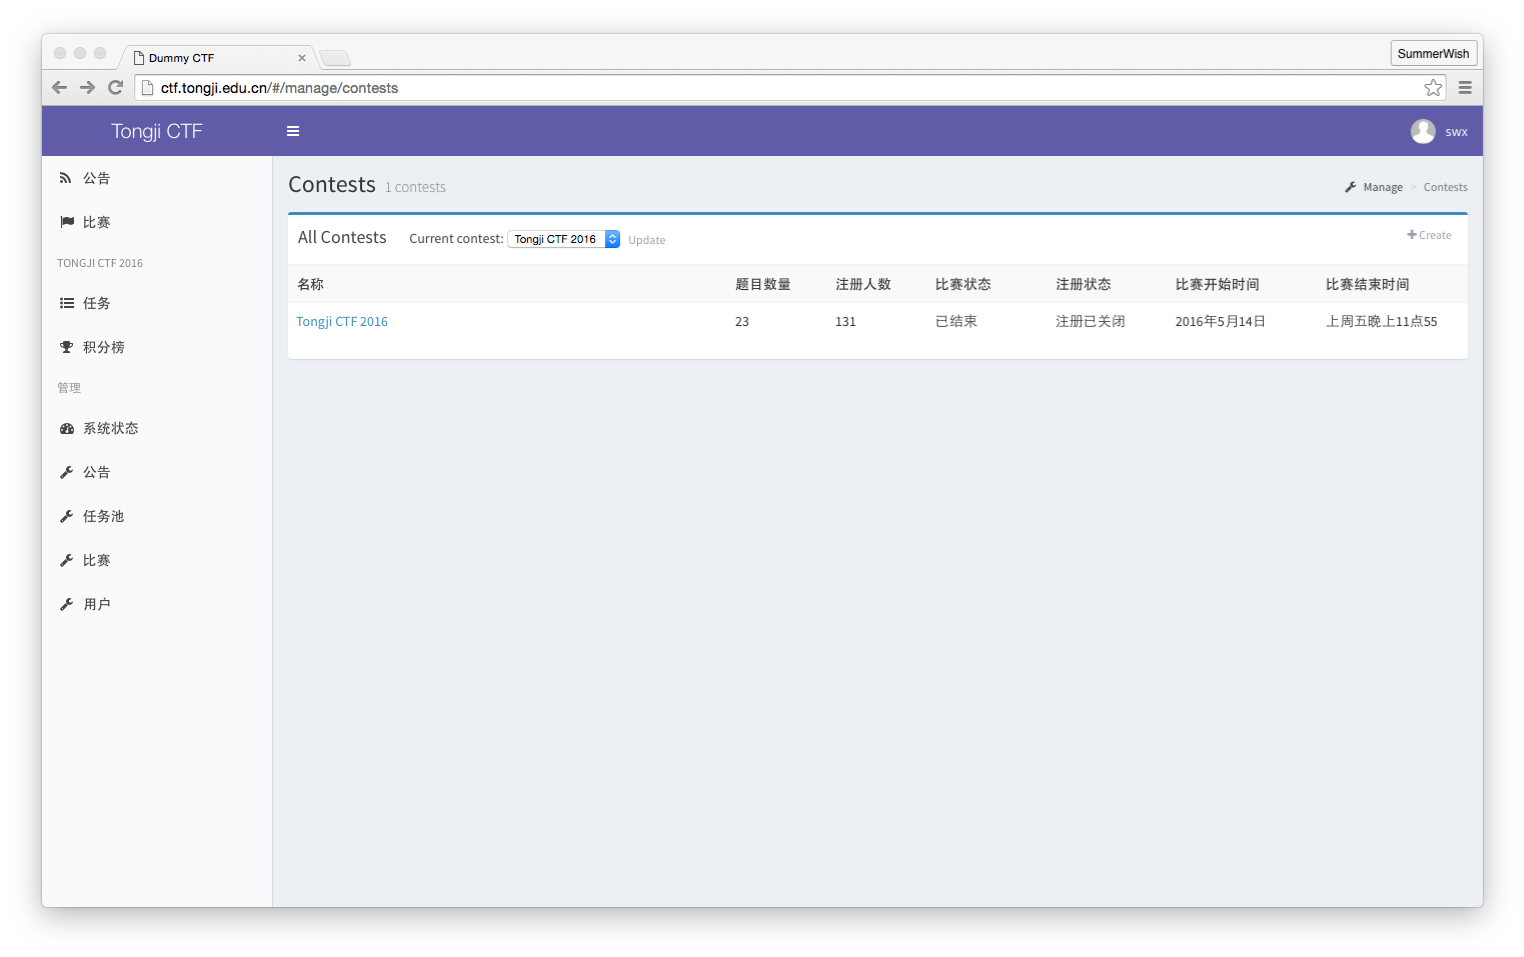 Dummy CTF
SummerWish
ctf.tongji.edu.cn/#/manage/contests
Tongji CTF
swx
公告
比赛
TONGJI CTF 2016
任务
积分榜
管理
系统状态
公告
任务池
比赛
用户
Contests 1 contests
Manage > Contests
All Contests Current contest: Tongji CTF 2016 Update
Create
名称 题目数量 注册人数 比赛状态 注册状态 比赛开始时间 比赛结束时间
Tongji CTF 2016 23 131 已结束 注册已关闭 2016年5月14日 上周五晚上11点55